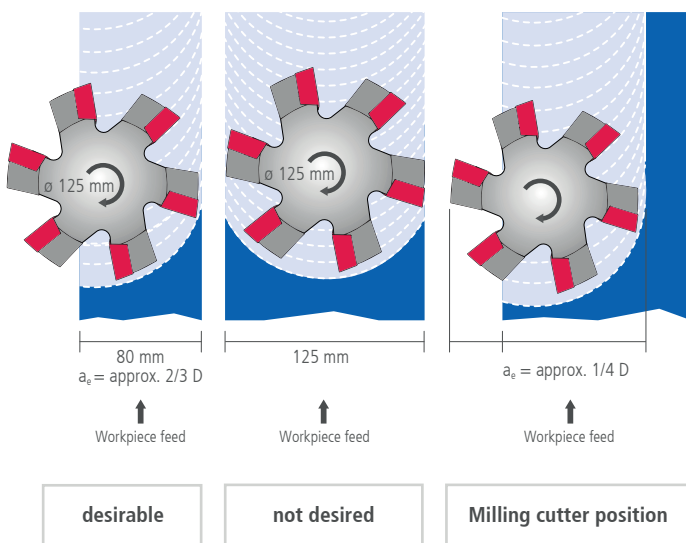 ø 125 mm
ø 125 mm
80 mm
aₑ = approx. 2/3 D
125 mm
aₑ = approx. 1/4 D
Workpiece feed
Workpiece feed
Workpiece feed
desirable
not desired
Milling cutter position